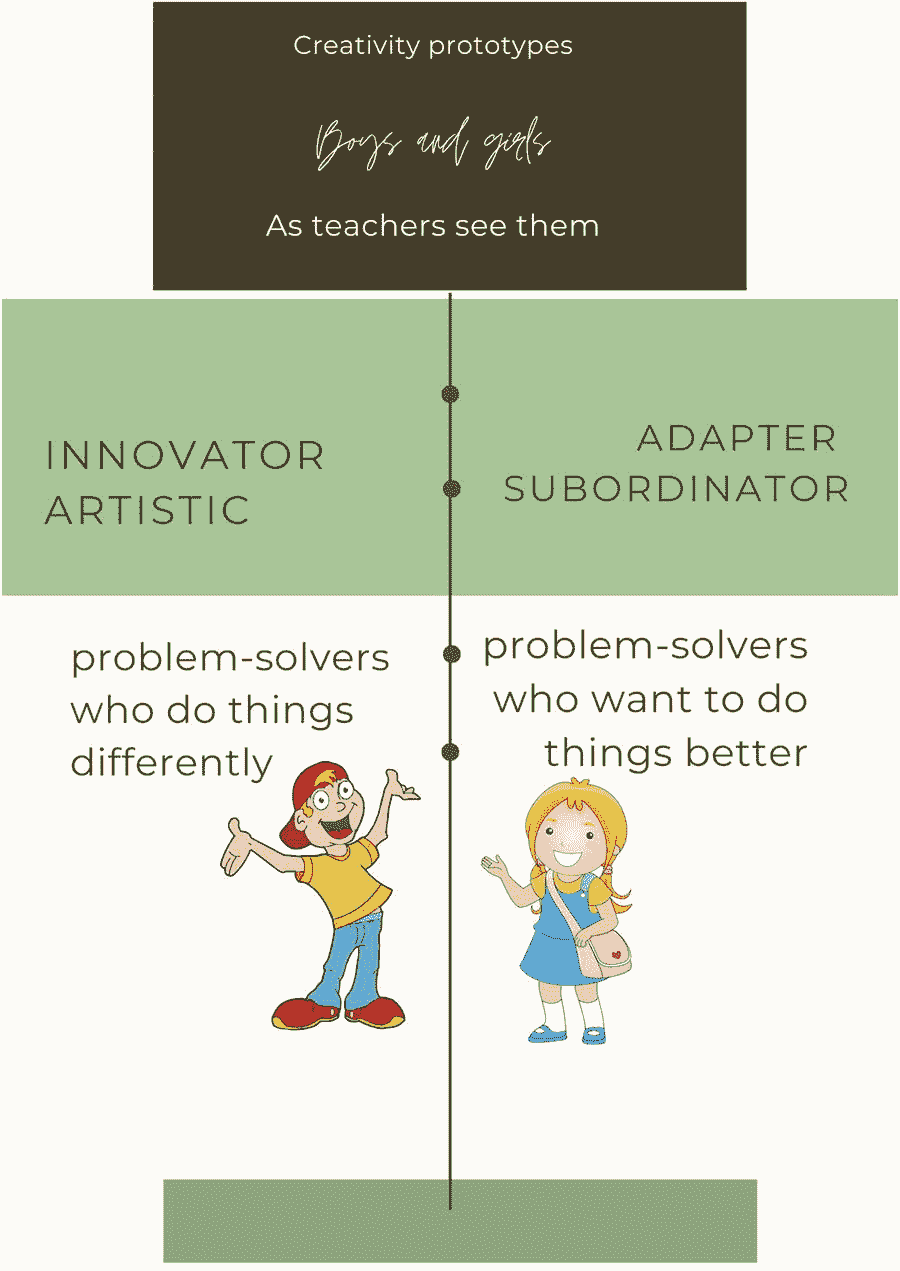 Creativity prototypes
Boys and girls
As teachers see them
INNOVATOR
ARTISTIC
ADAPTER
SUBORDINATOR
problem-solvers
who do things
differently
problem-solvers
who want to do
things better